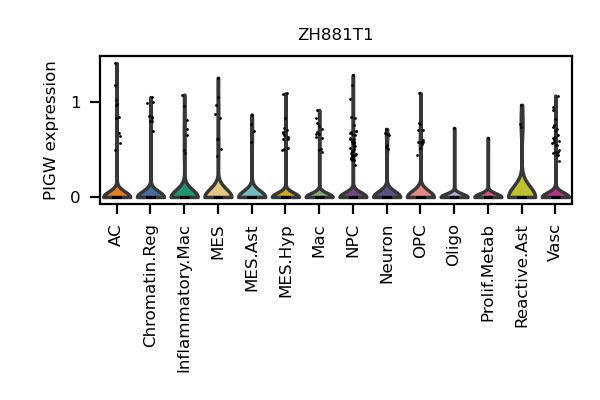 ZH881T1
PIGW expression
1
0
AC
Chromatin.Reg
Inflammatory.Mac
MES
MES.Ast
MES.Hyp
Mac
NPC
Neuron
OPC
Oligo
Prolif.Metab
Reactive.Ast
Vasc